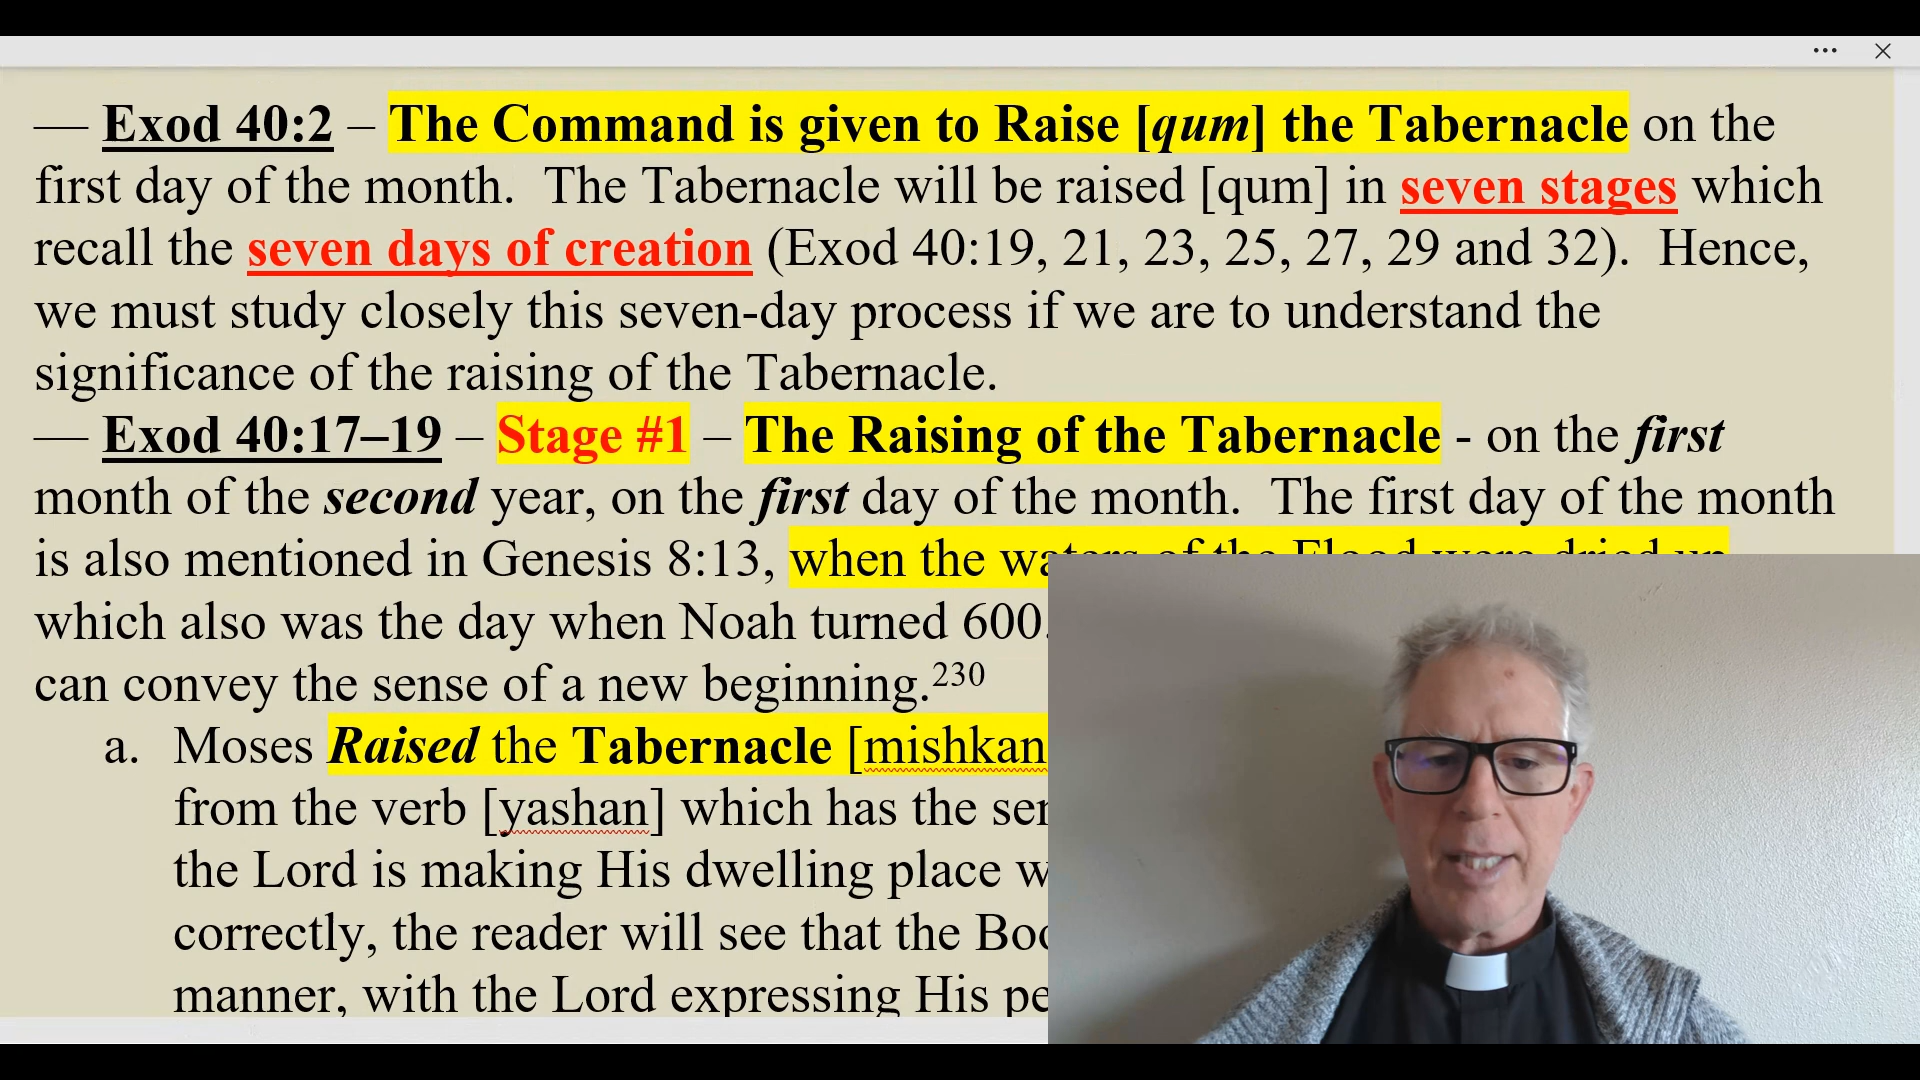 — Exod 40:2 – The Command is given to Raise [qum] the Tabernacle on the
first day of the month. The Tabernacle will be raised [qum] in seven stages which
recall the seven days of creation (Exod 40:19, 21, 23, 25, 27, 29 and 32). Hence,
we must study closely this seven-day process if we are to understand the
significance of the raising of the Tabernacle.
— Exod 40:17–19 – Stage #1 – The Raising of the Tabernacle - on the first
month of the second year, on the first day of the month. The first day of the month
is also mentioned in Genesis 8:13, when the waters of the Flood were dried up
which also was the day when Noah turned 600.
can convey the sense of a new beginning.230
a. Moses Raised the Tabernacle [mishkan
from the verb [yashan] which has the
the Lord is making His dwelling place
correctly, the reader will see that the
manner, with the Lord expressing His